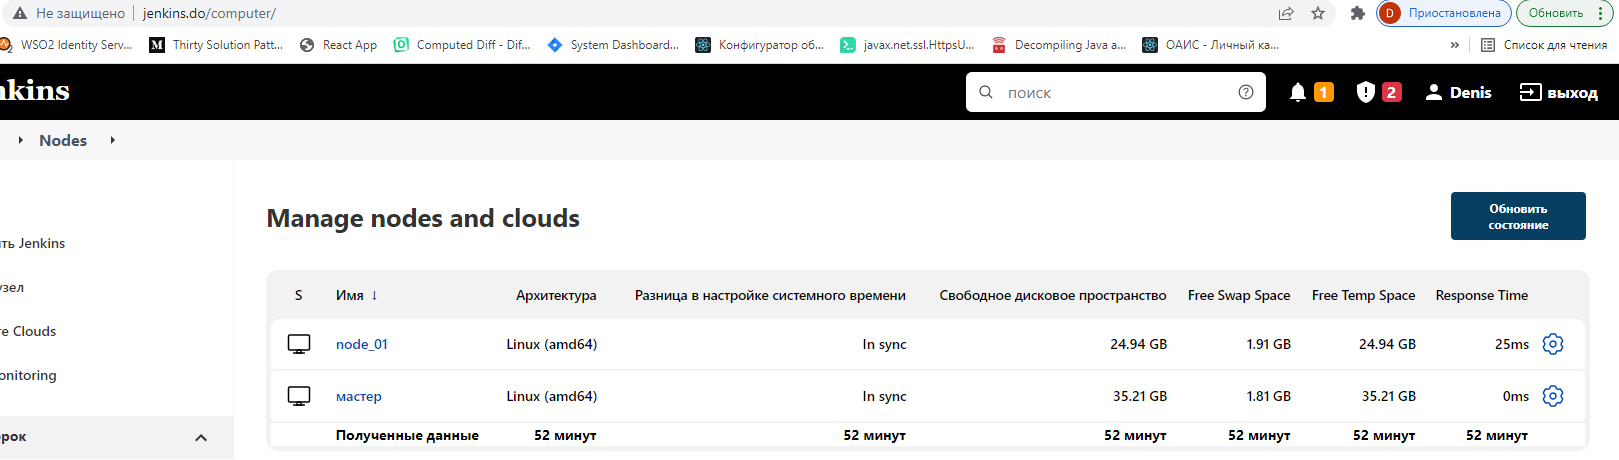 Не защищено jenkins.do/computer/ D Приостановлена Обновить
WSO2 Identity Serv... M Thirty Solution Patt... React App Computed Diff - Dif... System Dashboard... Конфигуратор об... javax.net.ssl.HttpsU... Decompiling Java a... ОАИС - Личный ка... » Список для чтения
nkins поиск 1 2 Denis выход
Nodes
Manage nodes and clouds
Обновить
состояние
ть Jenkins
узел
re Clouds
onitoring
орок
S Имя ↓ Архитектура Разница в настройке системного времени Свободное дисковое пространство Free Swap Space Free Temp Space Response Time
node_01 Linux (amd64) In sync 24.94 GB 1.91 GB 24.94 GB 25ms
мастер Linux (amd64) In sync 35.21 GB 1.81 GB 35.21 GB 0ms
Полученные данные 52 минут 52 минут 52 минут 52 минут 52 минут 52 минут